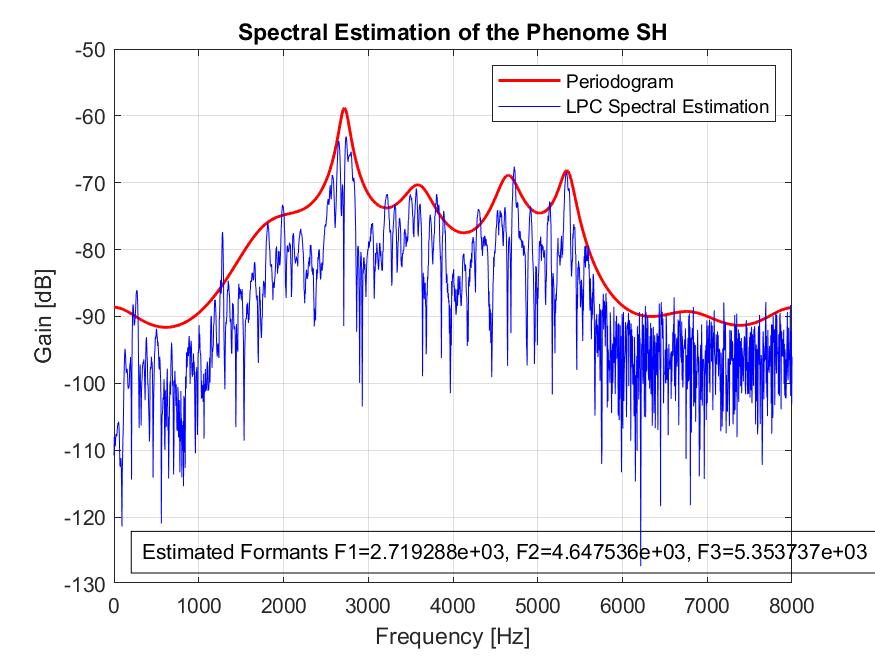 Spectral Estimation of the Phenome SH
Periodogram
LPC Spectral Estimation
-50
-60
-70
-80
-90
-100
-110
-120
-130
Gain [dB]
Estimated Formants F1=2.719288e+03, F2=4.647536e+03, F3=5.353737e+03
0 1000 2000 3000 4000 5000 6000 7000 8000
Frequency [Hz]